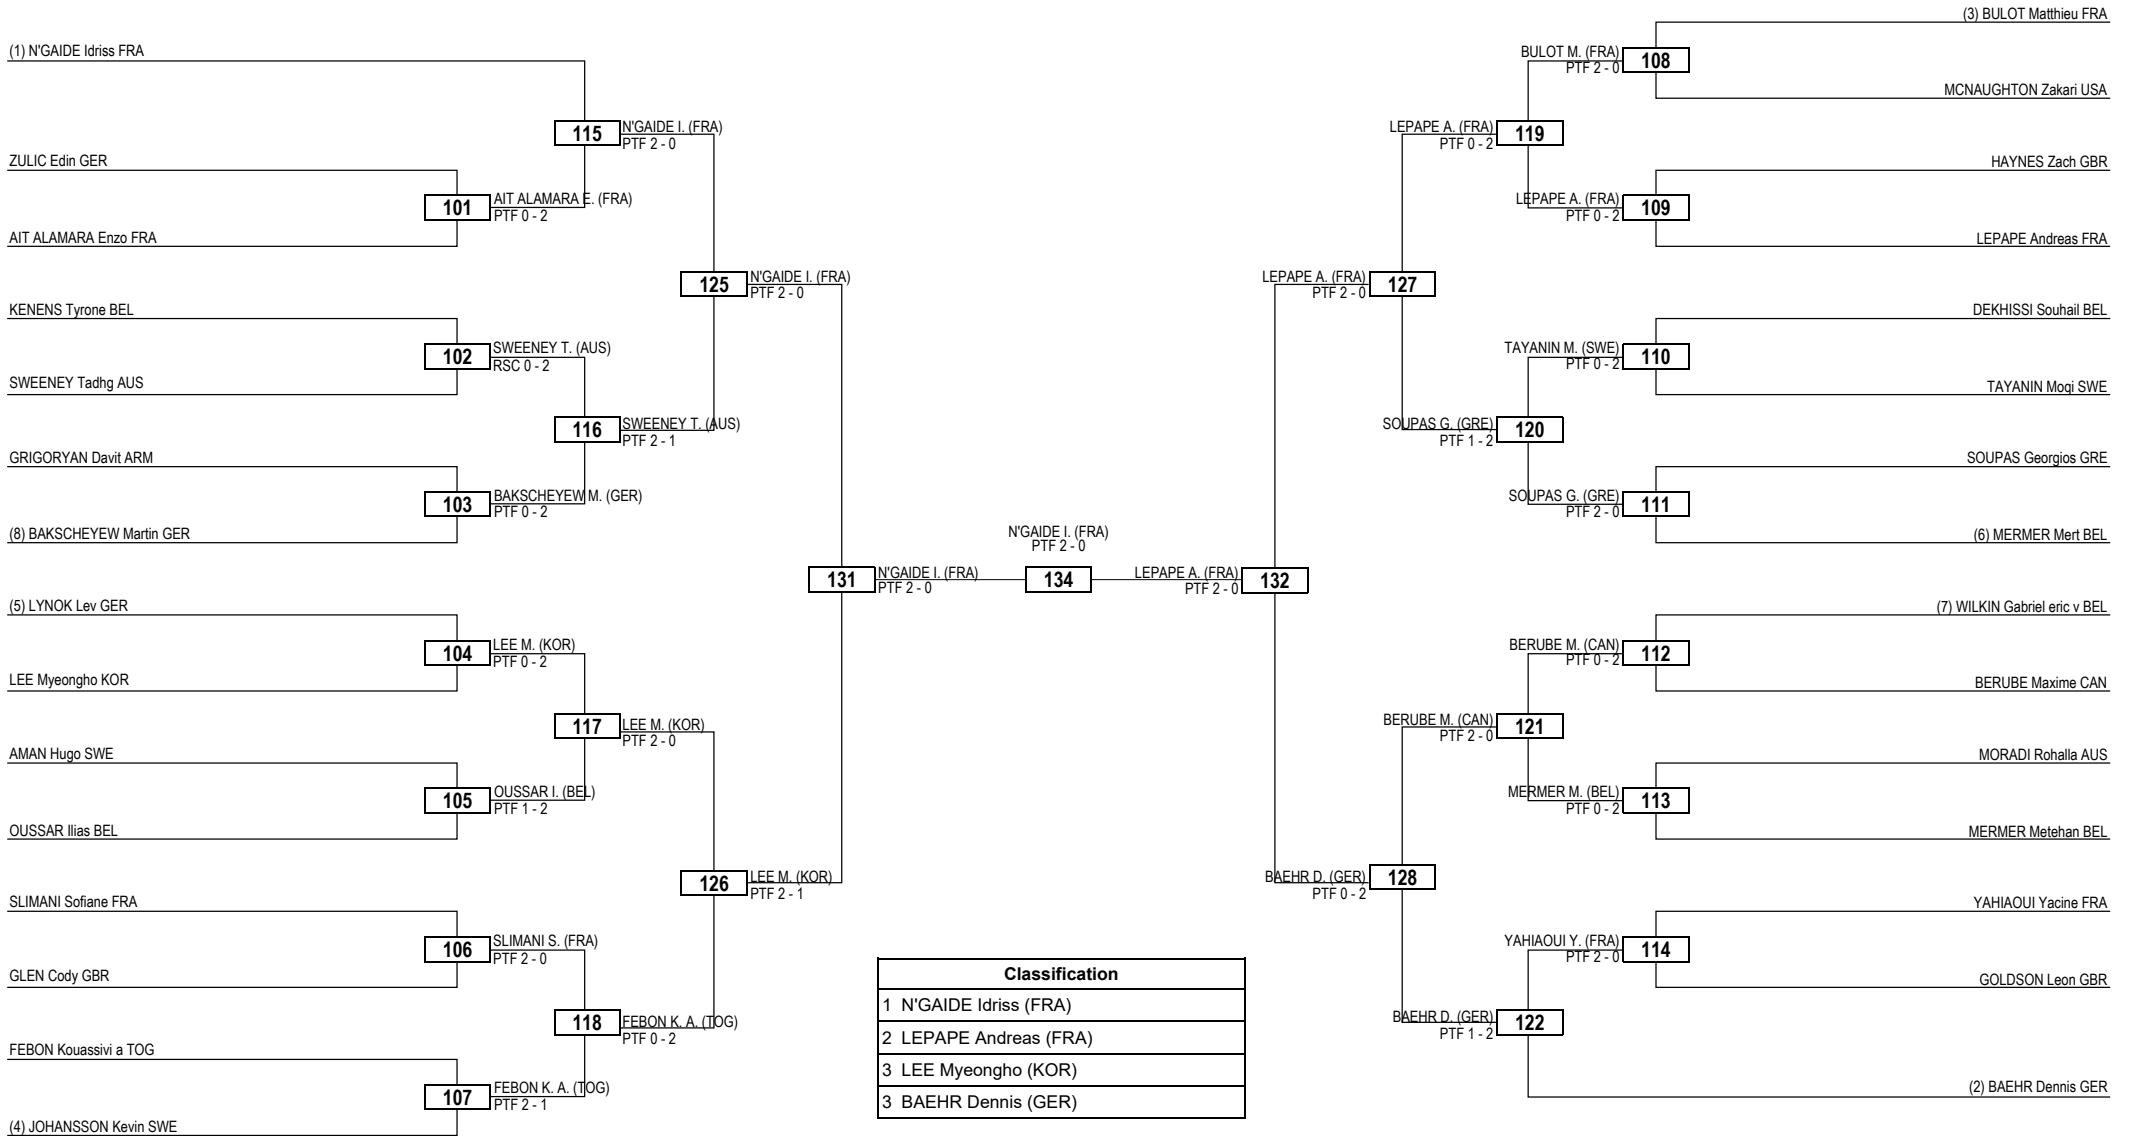 (1) N'GAIDE Idriss FRA
115
N'GAIDE I. (FRA)
PTF 2 - 0
ZULIC Edin GER
101
AIT ALAMARA E. (FRA)
PTF 0 - 2
AIT ALAMARA Enzo FRA
125
N'GAIDE I. (FRA)
PTF 2 - 0
KENENS Tyrone BEL
102
SWEENEY T. (AUS)
RSC 0 - 2
SWEENEY Tadhg AUS
116
SWEENEY T. (AUS)
PTF 2 - 1
GRIGORYAN Davit ARM
103
BAKSCHEYEW M. (GER)
PTF 0 - 2
(8) BAKSCHEYEW Martin GER
131
N'GAIDE I. (FRA)
PTF 2 - 0
(5) LYNOK Lev GER
104
LEE M. (KOR)
PTF 0 - 2
LEE Myeongho KOR
117
LEE M. (KOR)
PTF 2 - 0
AMAN Hugo SWE
105
OUSSAR I. (BEL)
PTF 1 - 2
OUSSAR Ilias BEL
126
LEE M. (KOR)
PTF 2 - 1
SLIMANI Sofiane FRA
106
SLIMANI S. (FRA)
PTF 2 - 0
GLEN Cody GBR
118
FEBON K. A. (TOG)
PTF 0 - 2
FEBON Kouassivi a TOG
107
FEBON K. A. (TOG)
PTF 2 - 1
(4) JOHANSSON Kevin SWE
N'GAIDE I. (FRA)
PTF 2 - 0
134
(3) BULOT Matthieu FRA
BULOT M. (FRA)
PTF 2 - 0
108
MCNAUGHTON Zakari USA
LEPAPE A. (FRA)
PTF 0 - 2
119
HAYNES Zach GBR
LEPAPE A. (FRA)
PTF 0 - 2
109
LEPAPE Andreas FRA
LEPAPE A. (FRA)
PTF 2 - 0
127
DEKHISSI Souhail BEL
TAYANIN M. (SWE)
PTF 0 - 2
110
TAYANIN Moqi SWE
SOUPAS G. (GRE)
PTF 1 - 2
120
SOUPAS Georgios GRE
SOUPAS G. (GRE)
PTF 2 - 0
111
(6) MERMER Mert BEL
LEPAPE A. (FRA)
PTF 2 - 0
132
(7) WILKIN Gabriel eric v BEL
BERUBE M. (CAN)
PTF 0 - 2
112
BERUBE Maxime CAN
BERUBE M. (CAN)
PTF 2 - 0
121
MORADI Rohalla AUS
MERMER M. (BEL)
PTF 0 - 2
113
MERMER Metehan BEL
BAEHR D. (GER)
PTF 0 - 2
128
YAHIAOUI Yacine FRA
YAHIAOUI Y. (FRA)
PTF 2 - 0
114
GOLDSON Leon GBR
BAEHR D. (GER)
PTF 1 - 2
122
(2) BAEHR Dennis GER
Classification
1 N'GAIDE Idriss (FRA)
2 LEPAPE Andreas (FRA)
3 LEE Myeongho (KOR)
3 BAEHR Dennis (GER)